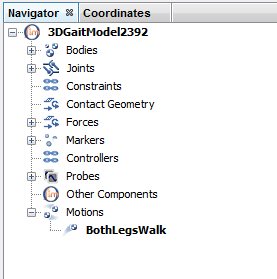 Navigator Coordinates
3DGaitModel2392
Bodies
Joints
Constraints
Contact Geometry
Forces
Markers
Controllers
Probes
Other Components
Motions
BothLegsWalk